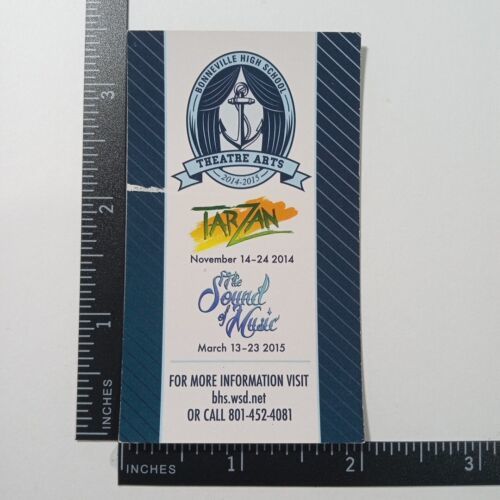 BONNEVILLE HIGH SCHOOL
THEATRE ARTS
2014-2015
TARZAN
November 14-24 2014
The
Sound
of Music
March 13-23 2015
FOR MORE INFORMATION VISIT
bhs.wsd.net
OR CALL 801-452-4081
3
2
1
INCHES
INCHES
1
2
3